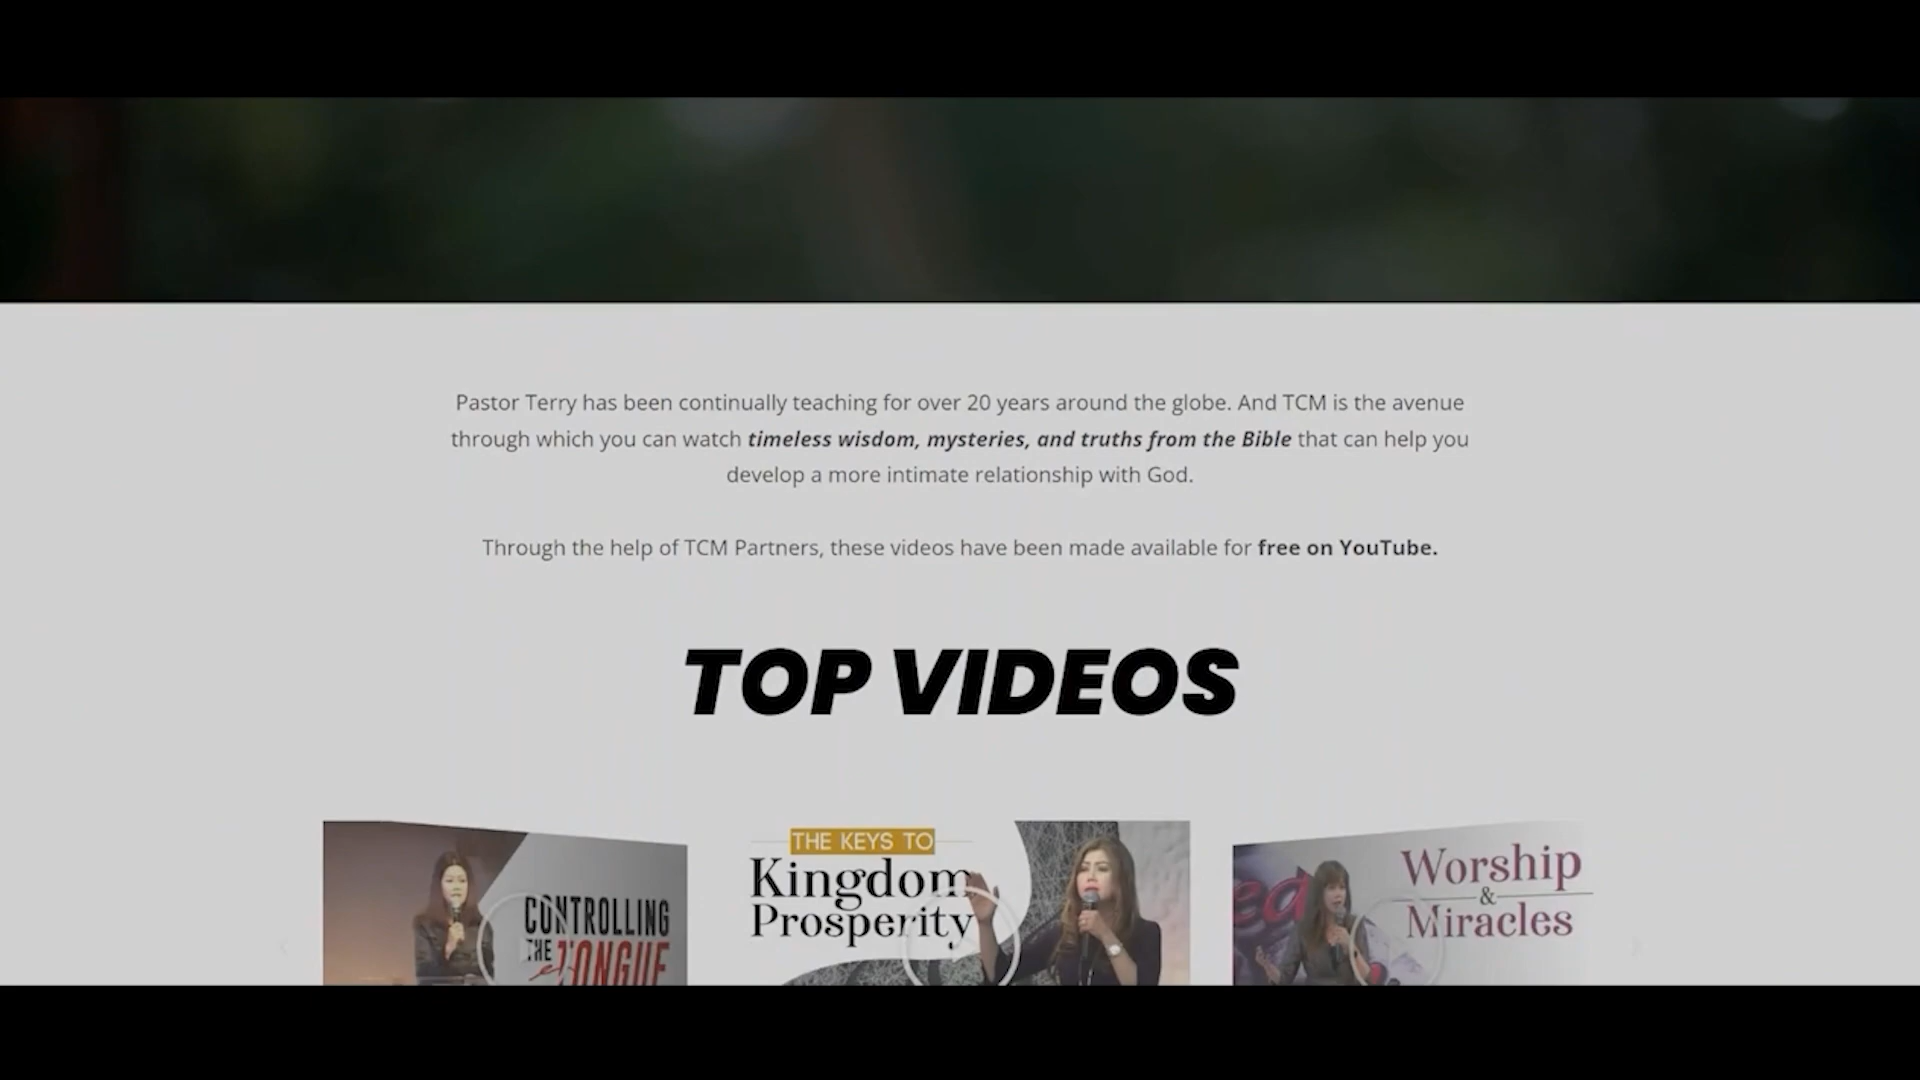 Pastor Terry has been continually teaching for over 20 years around the globe. And TCM is the avenue
through which you can watch timeless wisdom, mysteries, and truths from the Bible that can help you
develop a more intimate relationship with God.
Through the help of TCM Partners, these videos have been made available for free on YouTube.
TOP VIDEOS
CONTROLLING
THE
TONGUE
THE KEYS TO
Kingdom
Prosperity
ed
Worship
&
Miracles